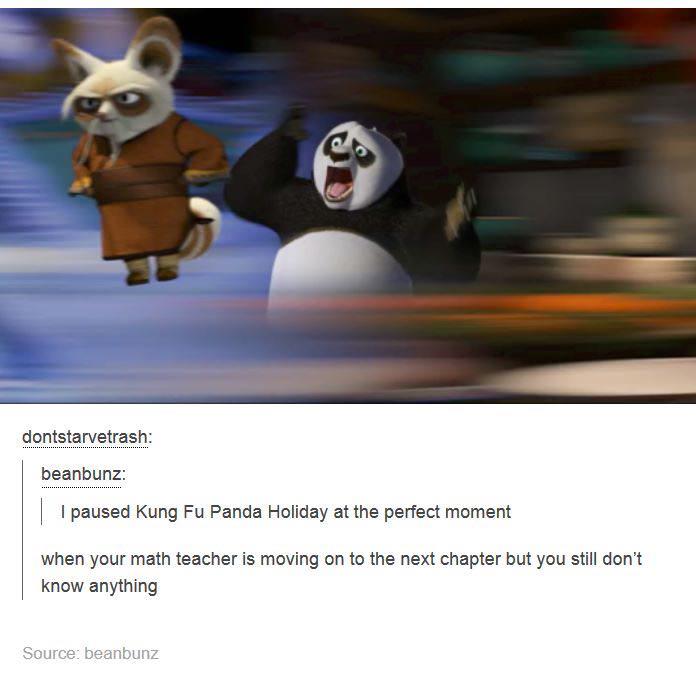 dontstarvetrash:
beanbunz:
I paused Kung Fu Panda Holiday at the perfect moment
when your math teacher is moving on to the next chapter but you still don't
know anything
Source: beanbunz